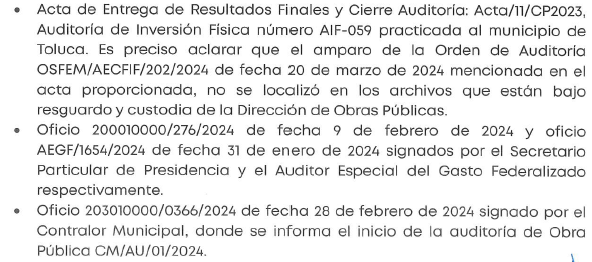 • Acta de Entrega de Resultados Finales y Cierre Auditoría: Acta/11/CP2023,
Auditoría de Inversión Física número AIF-059 practicada al municipio de
Toluca. Es preciso aclarar que el amparo de la Orden de Auditoría
OSFEM/AECFIF/202/2024 de fecha 20 de marzo de 2024 mencionada en el
acta proporcionada, no se localizó en los archivos que están bajo
resguardo y custodia de la Dirección de Obras Públicas.
• Oficio 200010000/276/2024 de fecha 9 de febrero de 2024 y oficio
AEGF/1654/2024 de fecha 31 de enero de 2024 signados por el Secretario
Particular de Presidencia y el Auditor Especial del Gasto Federalizado
respectivamente.
• Oficio 203010000/0366/2024 de fecha 28 de febrero de 2024 signado por el
Contralor Municipal, donde se informa el inicio de la auditoría de Obra
Pública CM/AU/01/2024.